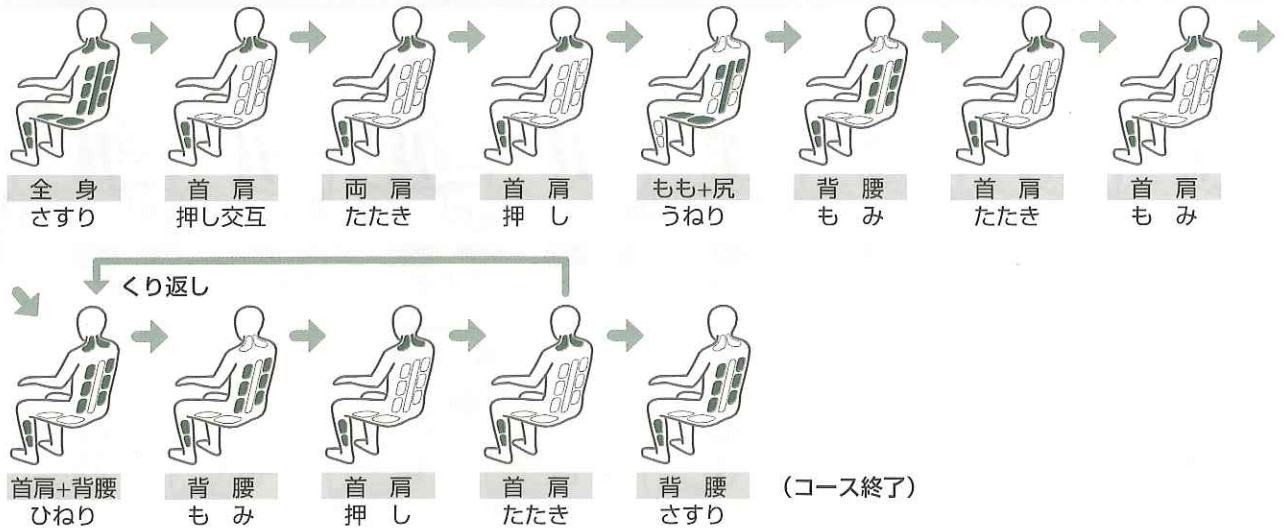 全身 首肩 両肩 首肩 もも+尻 背腰 首肩 首肩
さすり 押し交互 たたき 押し うねり もみ たたき もみ
くり返し
首肩+背腰 背腰 首肩 首肩 背腰 （コース終了）
ひねり もみ 押し たたき さすり